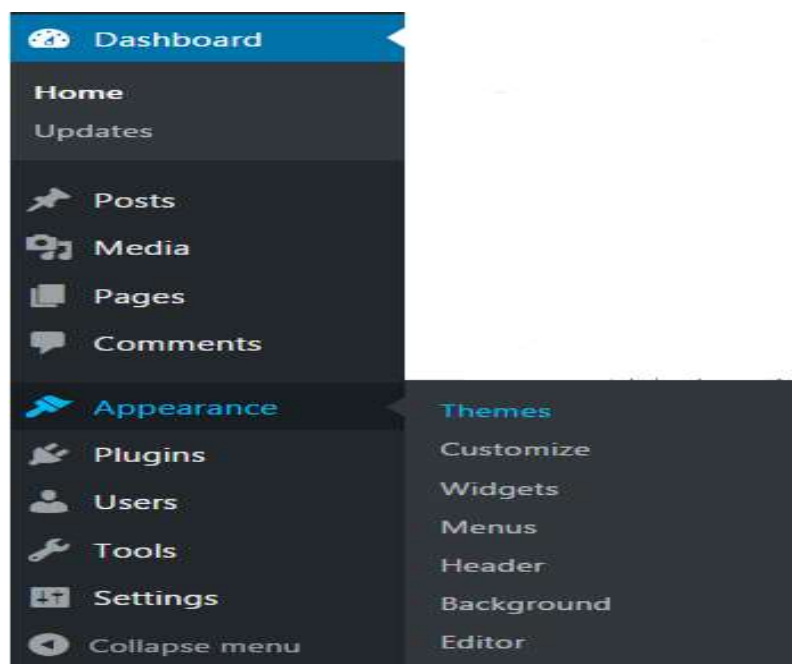 Dashboard
Home
Updates
Posts
Media
Pages
Comments
Appearance
Plugins
Users
Tools
Settings
Collapse menu
Themes
Customize
Widgets
Menus
Header
Background
Editor